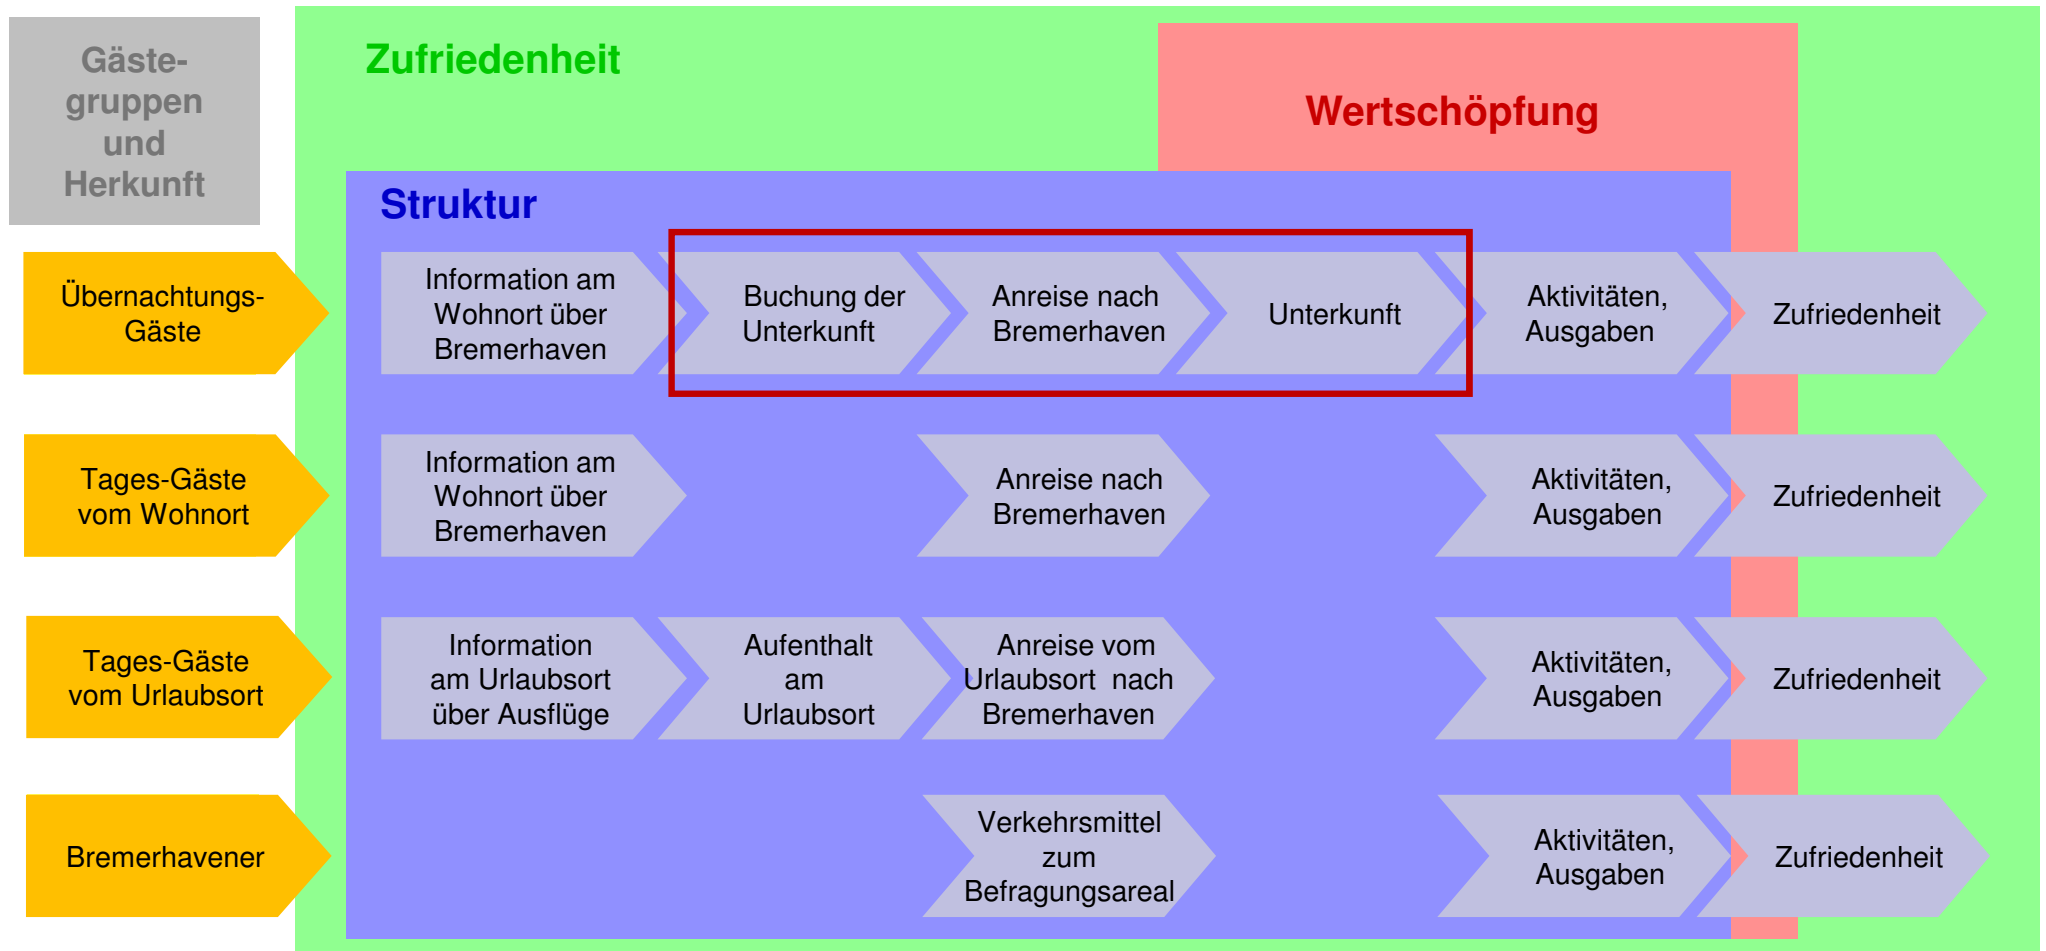 Gäste-
gruppen
und
Herkunft
Zufriedenheit
Wertschöpfung
Struktur
Übernachtungs-
Gäste
Information am
Wohnort über
Bremerhaven
Buchung der
Unterkunft
Anreise nach
Bremerhaven
Unterkunft
Aktivitäten,
Ausgaben
Zufriedenheit
Tages-Gäste
vom Wohnort
Information am
Wohnort über
Bremerhaven
Anreise nach
Bremerhaven
Aktivitäten,
Ausgaben
Zufriedenheit
Tages-Gäste
vom Urlaubsort
Information
am Urlaubsort
über Ausflüge
Aufenthalt
am
Urlaubsort
Anreise vom
Urlaubsort nach
Bremerhaven
Aktivitäten,
Ausgaben
Zufriedenheit
Bremerhavener
Verkehrsmittel
zum
Befragungsareal
Aktivitäten,
Ausgaben
Zufriedenheit